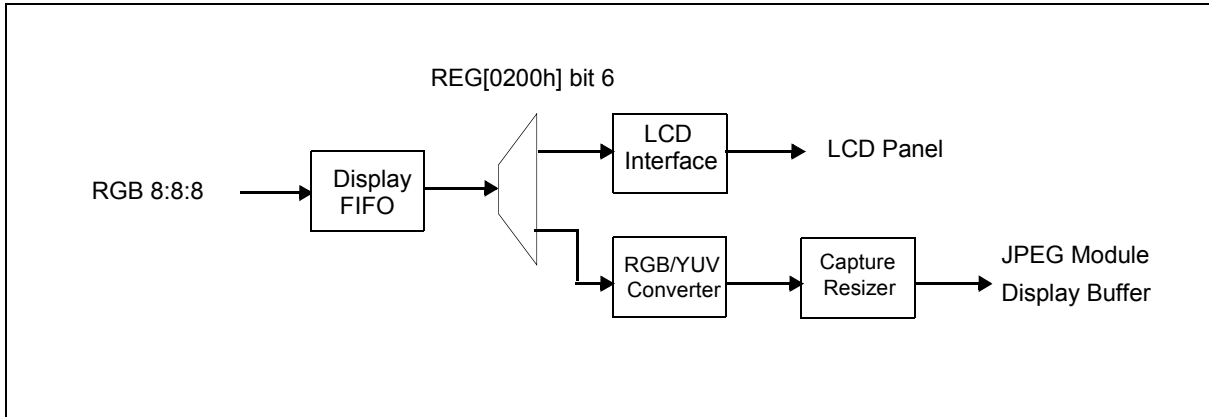 REG[0200h] bit 6
RGB 8:8:8
Display
FIFO
LCD
Interface
LCD Panel
RGB/YUV
Converter
Capture
Resizer
JPEG Module
Display Buffer